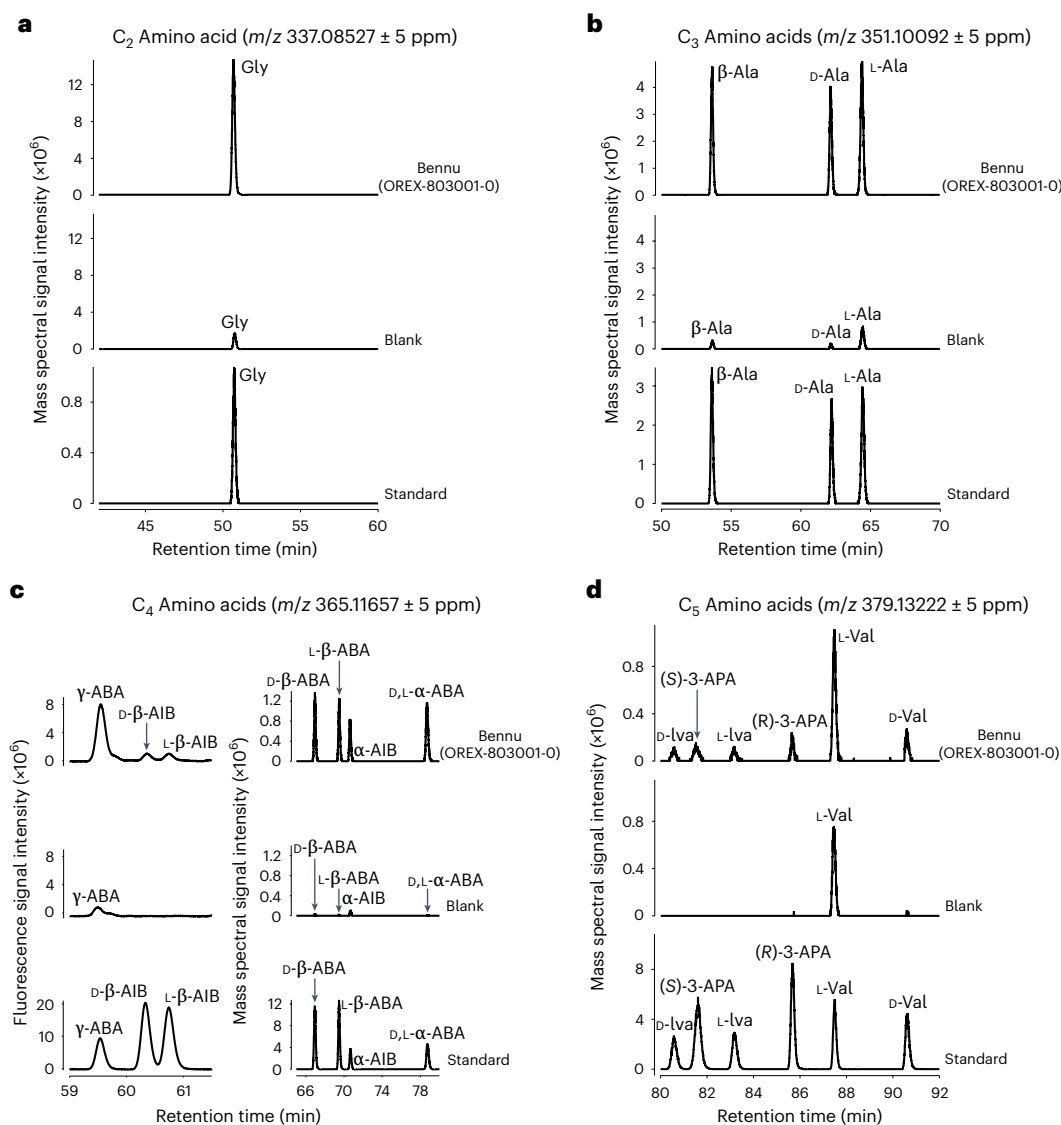 a
C2 Amino acid (m/z 337.08527 ± 5 ppm)
Mass spectral signal intensity (×10^6)
12
8
4
0
Gly
Bennu
(OREX-803001-0)
12
8
4
0
Gly
Blank
0.8
0.4
0
Gly
Standard
45 50 55 60
Retention time (min)
b
C3 Amino acids (m/z 351.10092 ± 5 ppm)
Mass spectral signal intensity (×10^6)
4
3
2
1
0
β-Ala D-Ala L-Ala
Bennu
(OREX-803001-0)
4
3
2
1
0
β-Ala D-Ala L-Ala
Blank
3
2
1
0
β-Ala D-Ala L-Ala
Standard
50 55 60 65 70
Retention time (min)
c
C4 Amino acids (m/z 365.11657 ± 5 ppm)
Fluorescence signal intensity (×10^6)
8
4
0
γ-ABA
D-β-AIB
L-β-AIB
8
4
0
γ-ABA
20
10
0
D-β-AIB L-β-AIB
γ-ABA
59 60 61
Mass spectral signal intensity (×10^6)
1.2
0.8
0.4
0
L-β-ABA
D-β-ABA
D,L-α-ABA
α-AIB
Bennu
(OREX-803001-0)
1.2
0.8
0.4
0
D-β-ABA
L-β-ABA
D,L-α-ABA
α-AIB
Blank
12
8
4
0
D-β-ABA
L-β-ABA
D,L-α-ABA
α-AIB
Standard
66 70 74 78
Retention time (min)
d
C5 Amino acids (m/z 379.13222 ± 5 ppm)
Mass spectral signal intensity (×10^6)
0.8
0.4
0
L-Val
(S)-3-APA
(R)-3-APA
D-Val
D-Iva L-Iva
Bennu
(OREX-803001-0)
0.8
0.4
0
L-Val
Blank
8
4
0
(R)-3-APA
(S)-3-APA
L-Val
D-Val
D-Iva L-Iva
Standard
80 82 84 86 88 90 92
Retention time (min)